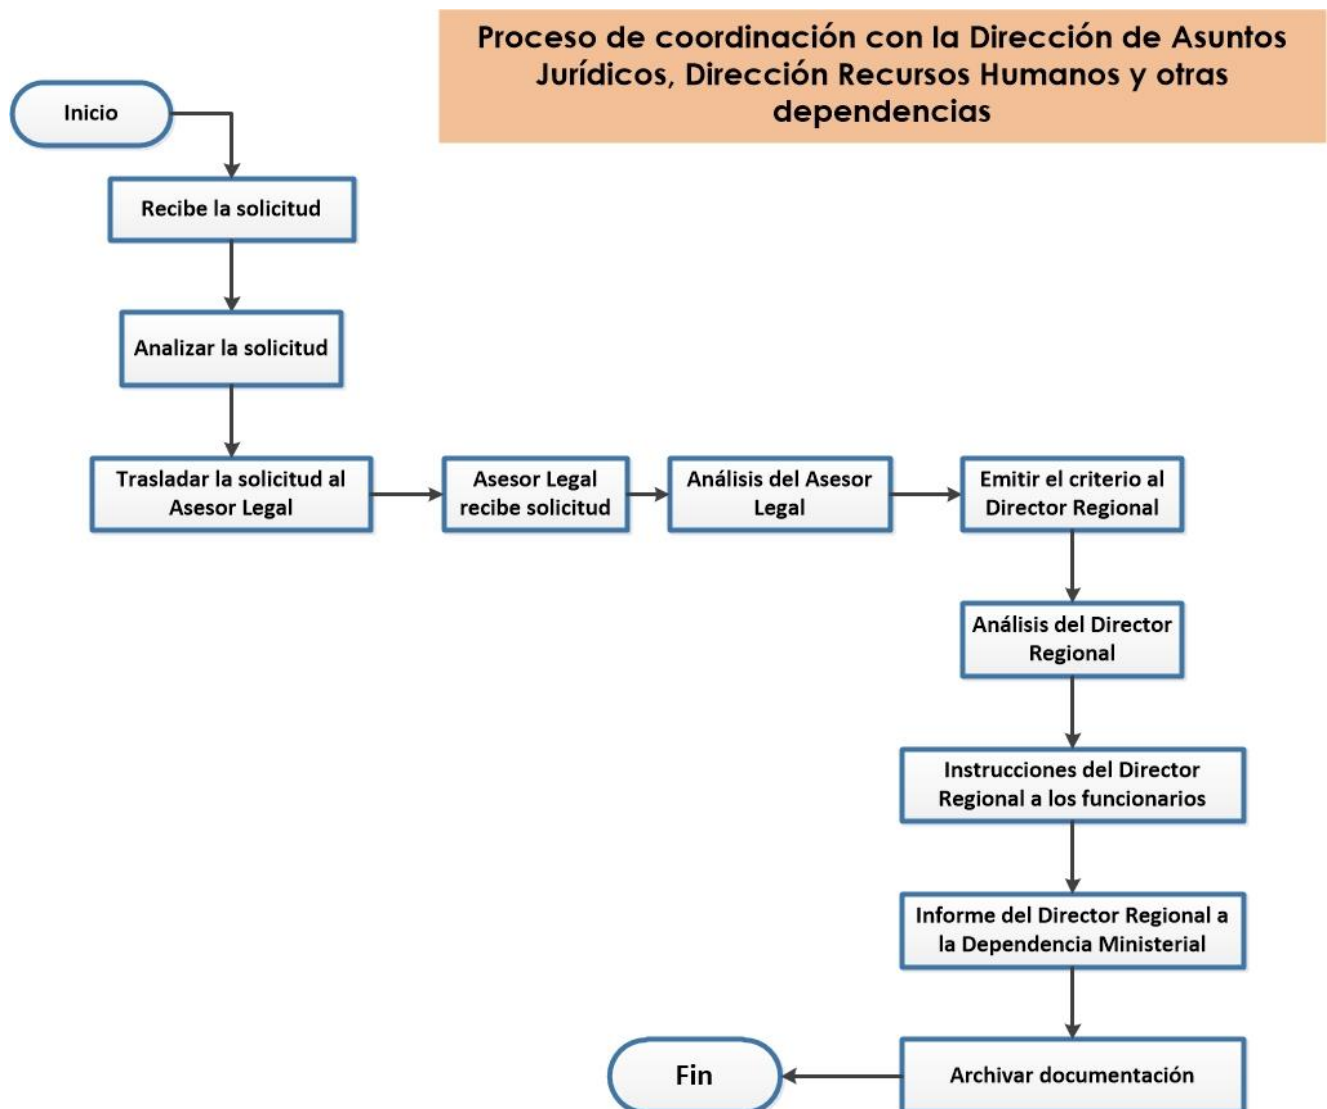 Proceso de coordinación con la Dirección de Asuntos
Jurídicos, Dirección Recursos Humanos y otras
dependencias
Inicio
Recibe la solicitud
Analizar la solicitud
Trasladar la solicitud al
Asesor Legal
Asesor Legal
recibe solicitud
Análisis del Asesor
Legal
Emitir el criterio al
Director Regional
Análisis del Director
Regional
Instrucciones del Director
Regional a los funcionarios
Informe del Director Regional a
la Dependencia Ministerial
Archivar documentación
Fin